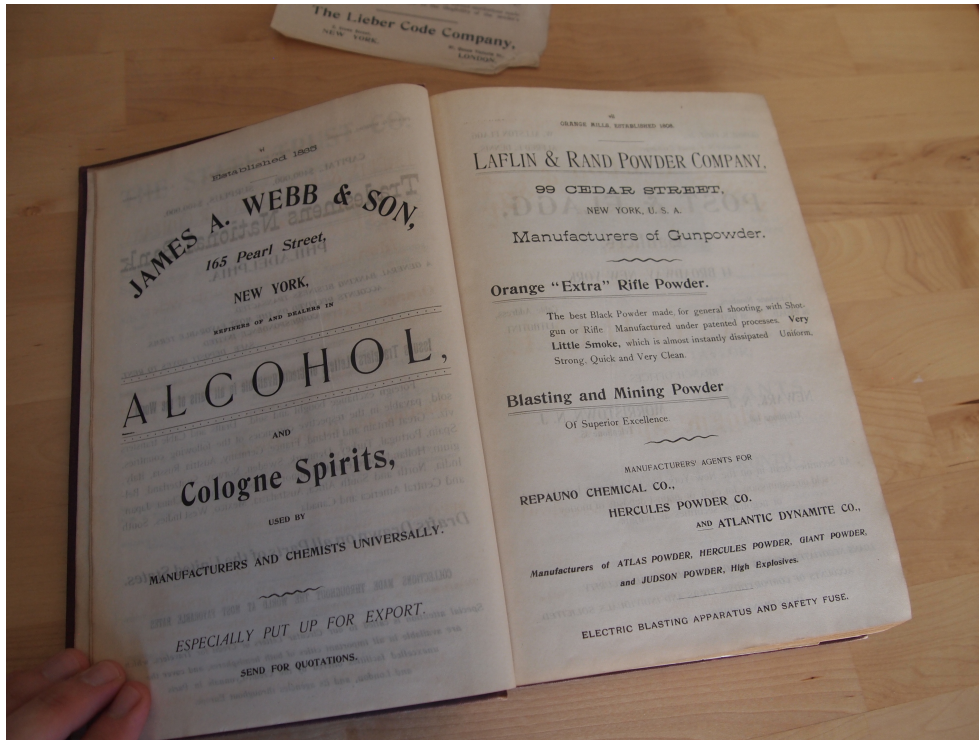 The Lieber Code Company,
NEW YORK.
LONDON.
Established 1835
JAMES A. WEBB & SON,
165 Pearl Street,
NEW YORK.
REFINERS OF AND DEALERS IN
ALCOHOL,
AND
Cologne Spirits,
USED BY
MANUFACTURERS AND CHEMISTS UNIVERSALLY.
ESPECIALLY PUT UP FOR EXPORT.
SEND FOR QUOTATIONS.
ORANGE MILLS, ESTABLISHED 1808.
LAFLIN & RAND POWDER COMPANY,
99 CEDAR STREET,
NEW YORK, U. S. A.
Manufacturers of Gunpowder.
Orange "Extra" Rifle Powder.
The best Black Powder made, for general shooting, with Shot-
gun or Rifle Manufactured under patented processes. Very
Little Smoke, which is almost instantly dissipated Uniform,
Strong, Quick and Very Clean.
Blasting and Mining Powder
Of Superior Excellence.
MANUFACTURERS' AGENTS FOR
REPAUNO CHEMICAL CO.,
HERCULES POWDER CO.
AND ATLANTIC DYNAMITE CO.,
Manufacturers of ATLAS POWDER, HERCULES POWDER, GIANT POWDER,
and JUDSON POWDER, High Explosives.
ELECTRIC BLASTING APPARATUS AND SAFETY FUSE.